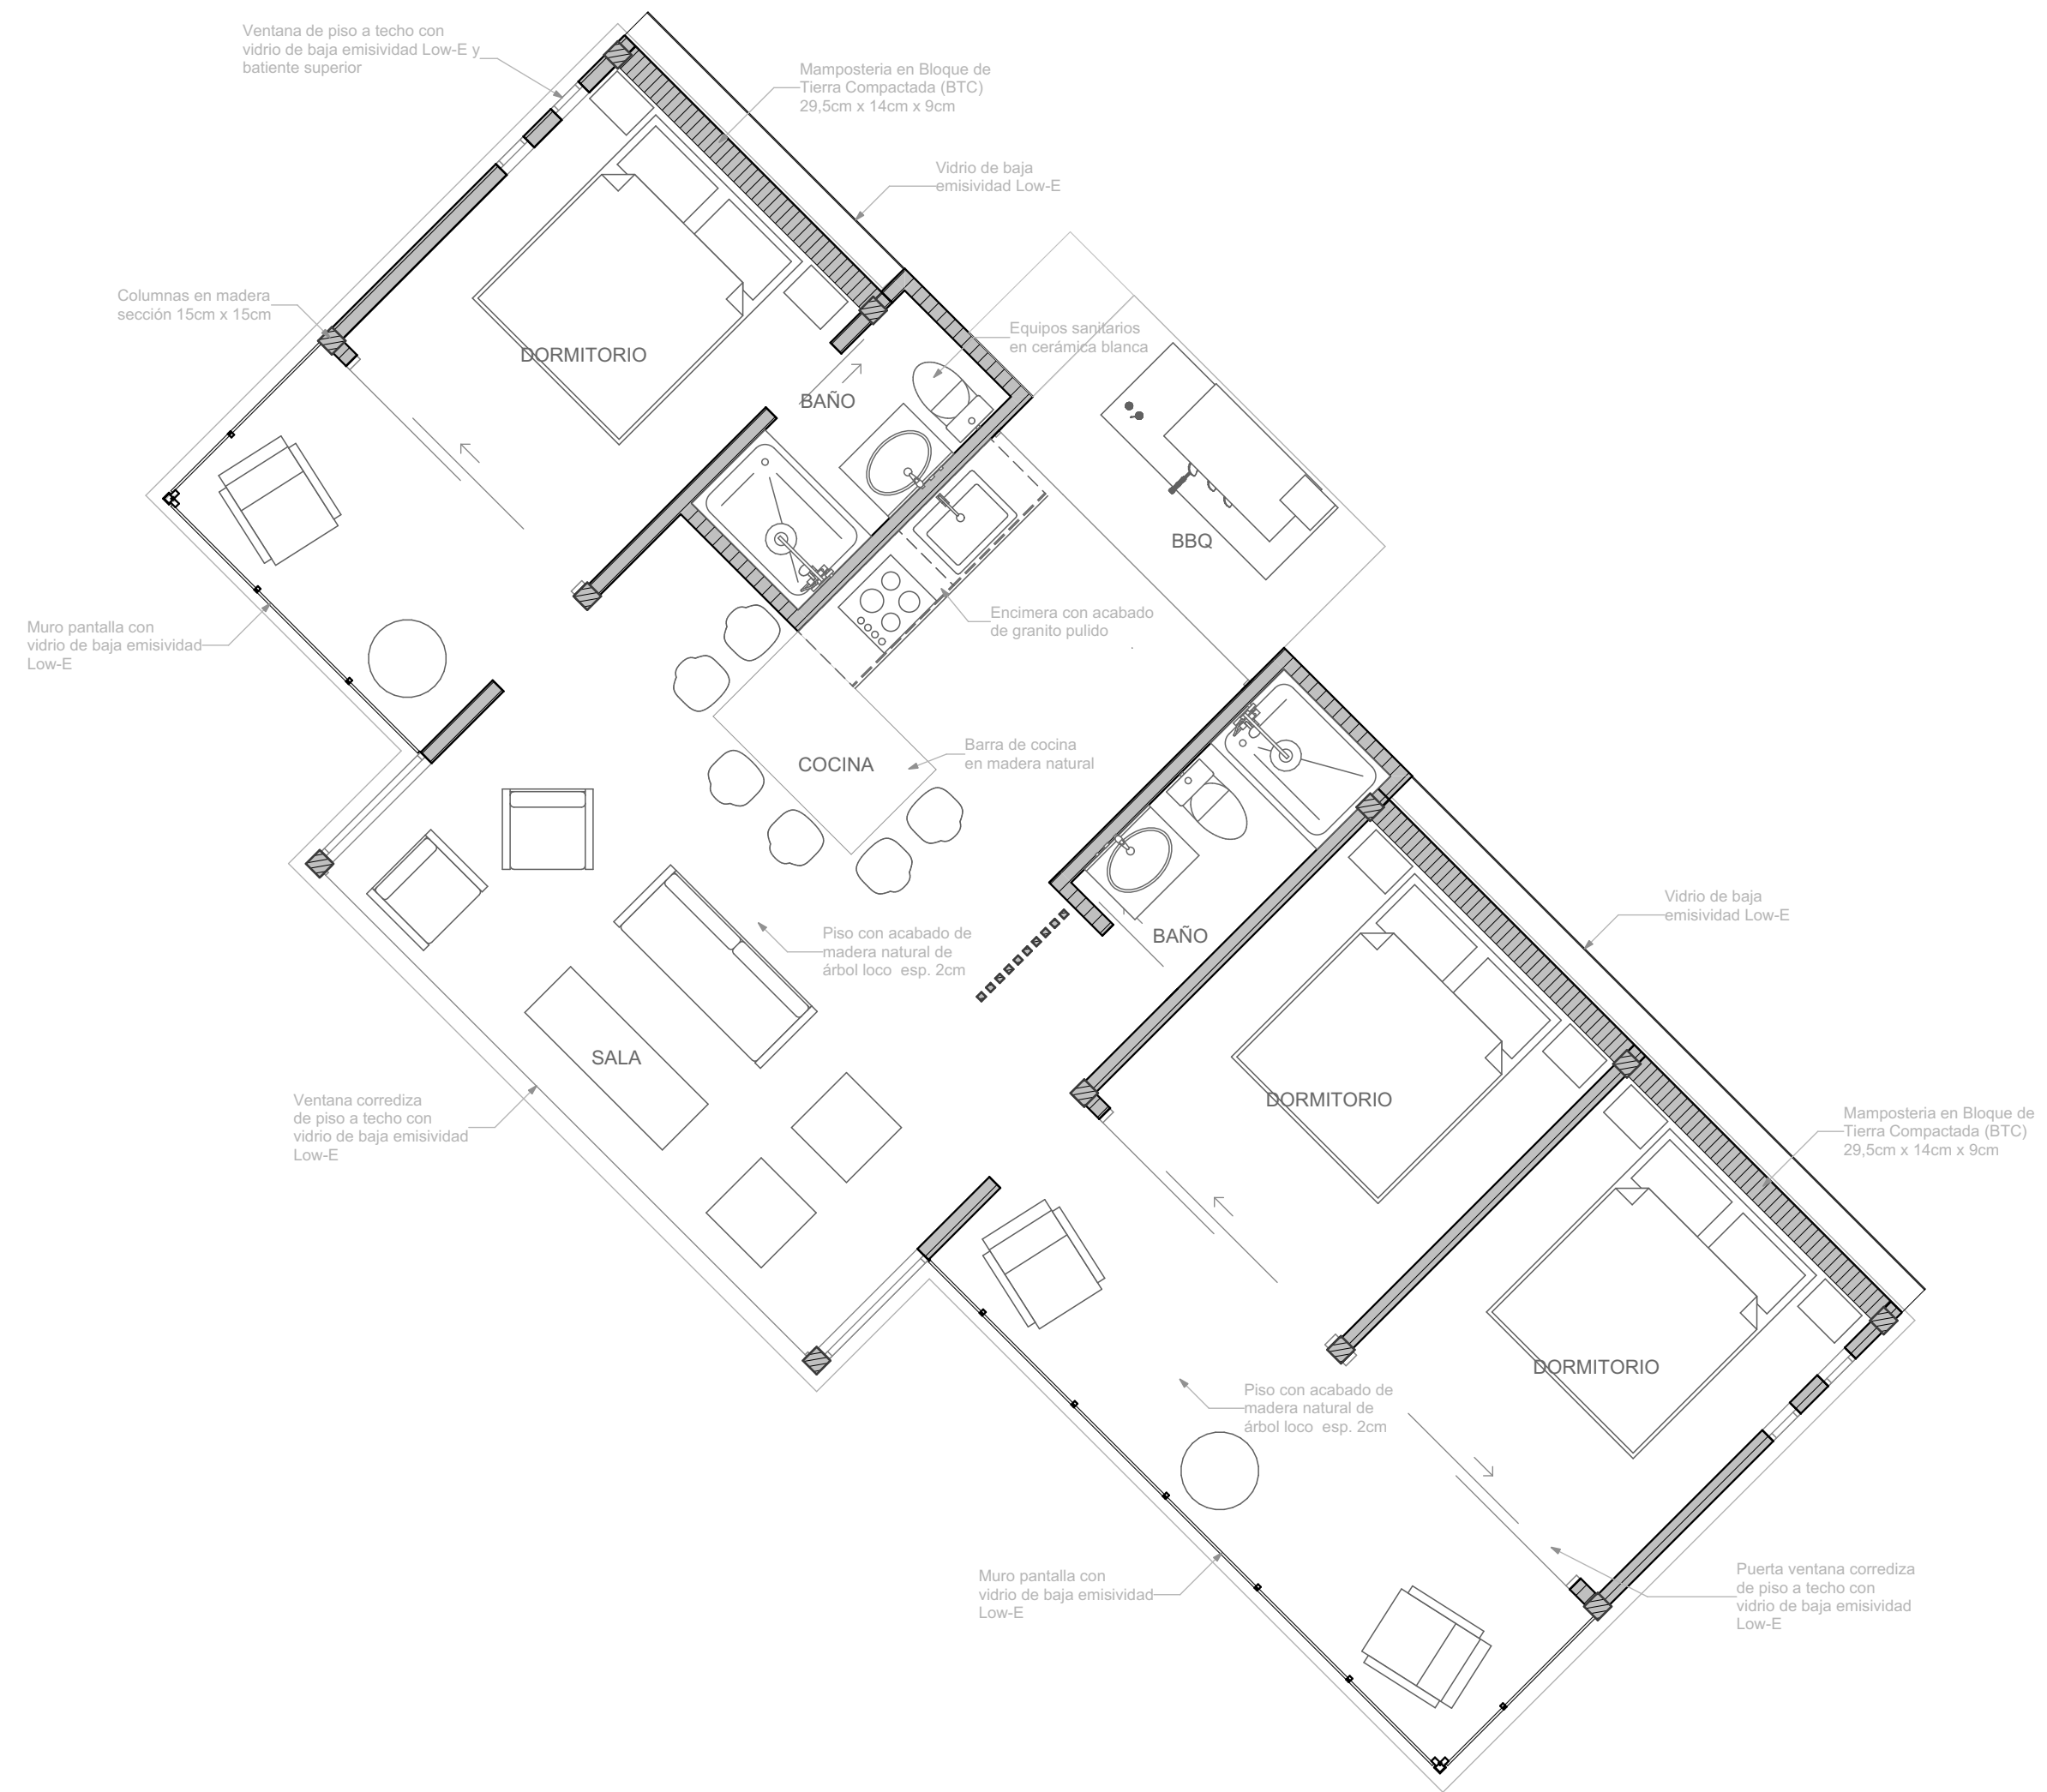 Ventana de piso a techo con
vidrio de baja emisividad Low-E y
batiente superior
Mamposteria en Bloque de
Tierra Compactada (BTC)
29,5cm x 14cm x 9cm
Vidrio de baja
emisividad Low-E
Columnas en madera
sección 15cm x 15cm
Equipos sanitarios
en cerámica blanca
DORMITORIO
BAÑO
BBQ
Encimera con acabado
de granito pulido
Muro pantalla con
vidrio de baja emisividad
Low-E
Barra de cocina
en madera natural
COCINA
Vidrio de baja
emisividad Low-E
Piso con acabado de
madera natural de
árbol loco esp. 2cm
BAÑO
SALA
Ventana corrediza
de piso a techo con
vidrio de baja emisividad
Low-E
DORMITORIO
Mamposteria en Bloque de
Tierra Compactada (BTC)
29,5cm x 14cm x 9cm
DORMITORIO
Piso con acabado de
madera natural de
árbol loco esp. 2cm
Muro pantalla con
vidrio de baja emisividad
Low-E
Puerta ventana corrediza
de piso a techo con
vidrio de baja emisividad
Low-E